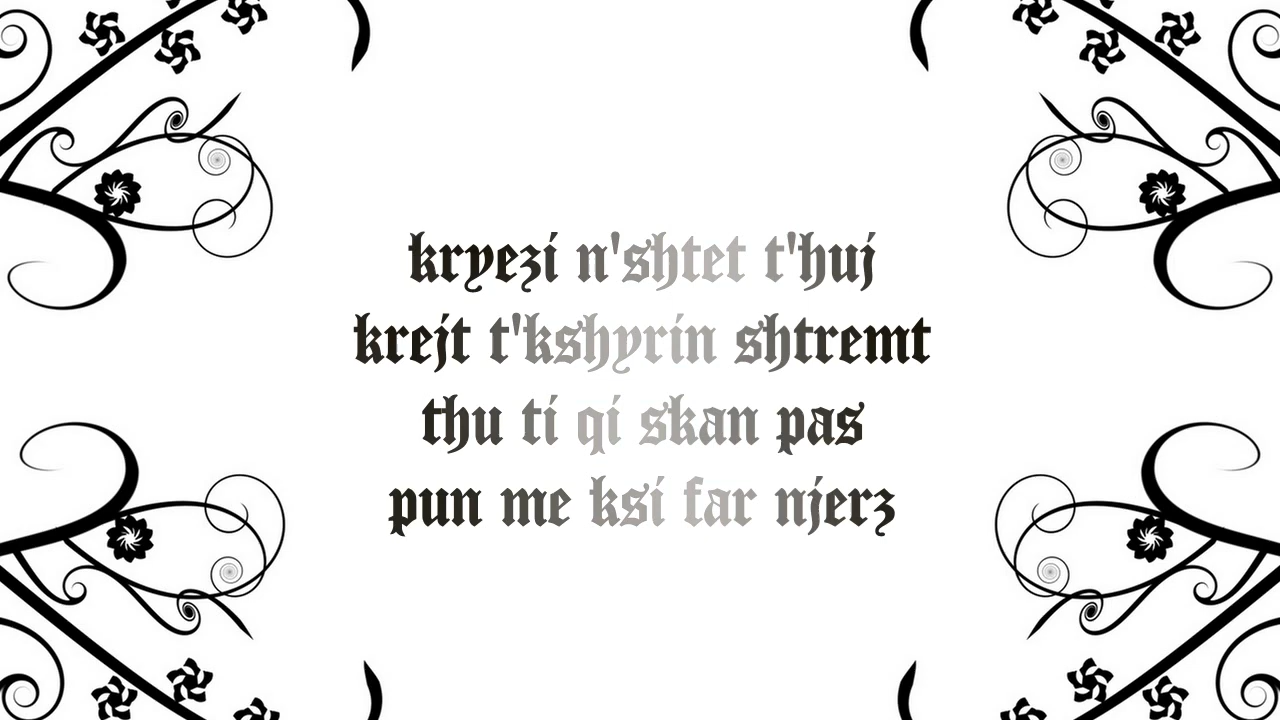 kryezi n'shtet t'huj
krejt t'kshyrin shtremt
thu ti qi skan pas
pun me ksi far njerz